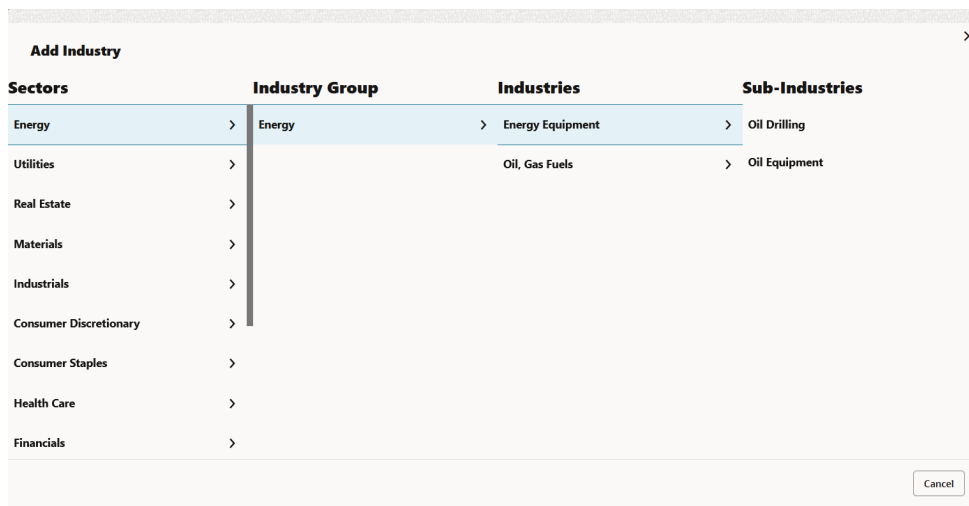 Add Industry
Sectors Industry Group Industries Sub-Industries
Energy Energy Energy Equipment Oil Drilling
Utilities Oil, Gas Fuels Oil Equipment
Real Estate
Materials
Industrials
Consumer Discretionary
Consumer Staples
Health Care
Financials
Cancel